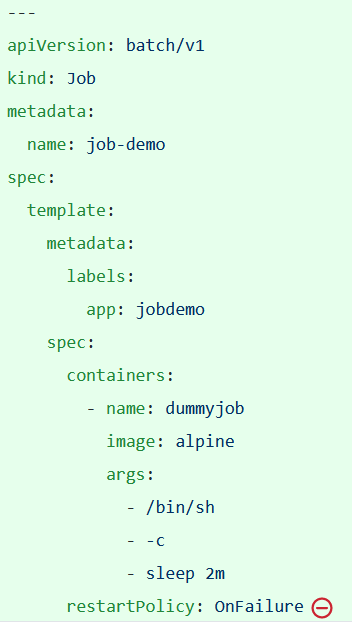 ---
apiVersion: batch/v1
kind: Job
metadata:
  name: job-demo
spec:
  template:
    metadata:
      labels:
        app: jobdemo
    spec:
      containers:
        - name: dummyjob
          image: alpine
          args:
            - /bin/sh
            - -c
            - sleep 2m
      restartPolicy: OnFailure